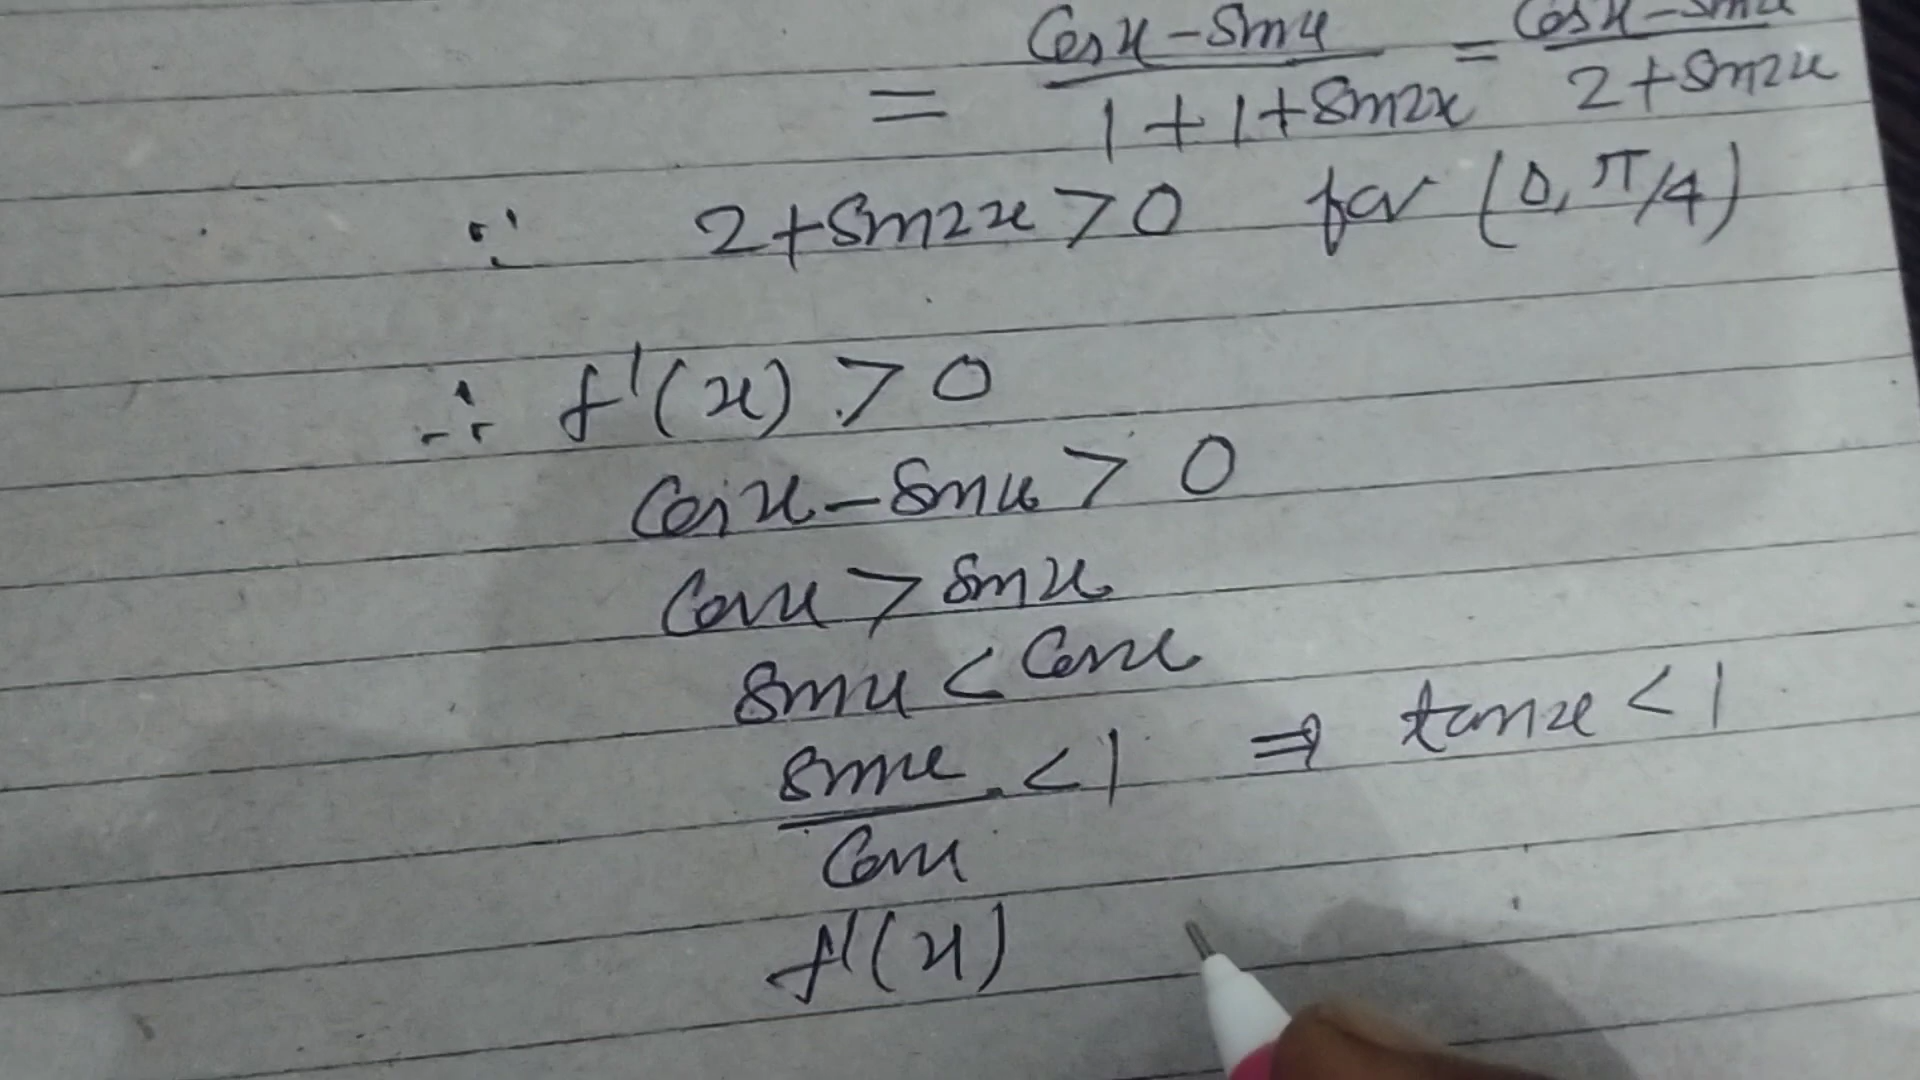 = (cos x - sin x)/(1 + 1 + sin 2x) = (cos x - sin x)/(2 + sin 2x)
∵ 2 + sin 2x > 0 for (0, π/4)
∴ f'(x) > 0
cos x - sin x > 0
cos x > sin x
sin x < cos x
sin x/cos x < 1 ⇒ tan x < 1
f'(x)